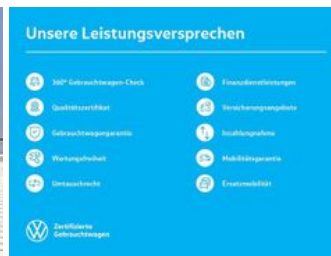 Unsere Leistungsversprechen
360° Gebrauchtwagen-Check
Qualitätszertifikat
Gebrauchtwagengarantie
Wartungsfreiheit
Umtauschrecht
Finanzdienstleistungen
Versicherungsangebote
Inzahlungnahme
Mobilitätsgarantie
Ersatzmobilität
Zertifizierte
Gebrauchtwagen